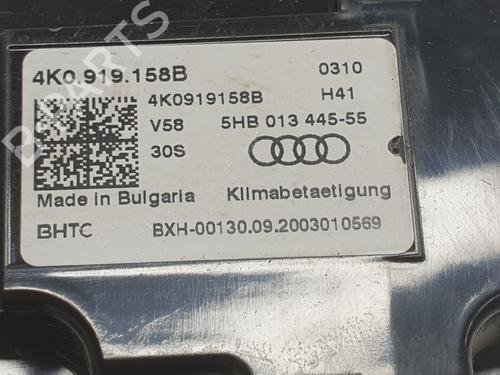 4K0.919.158B 0310
4K0919158B H41
V58 5HB 013 445-55
30S
Made in Bulgaria Klimabetaetigung
BHTC BXH-00130.09.2003010569
B-PARTS